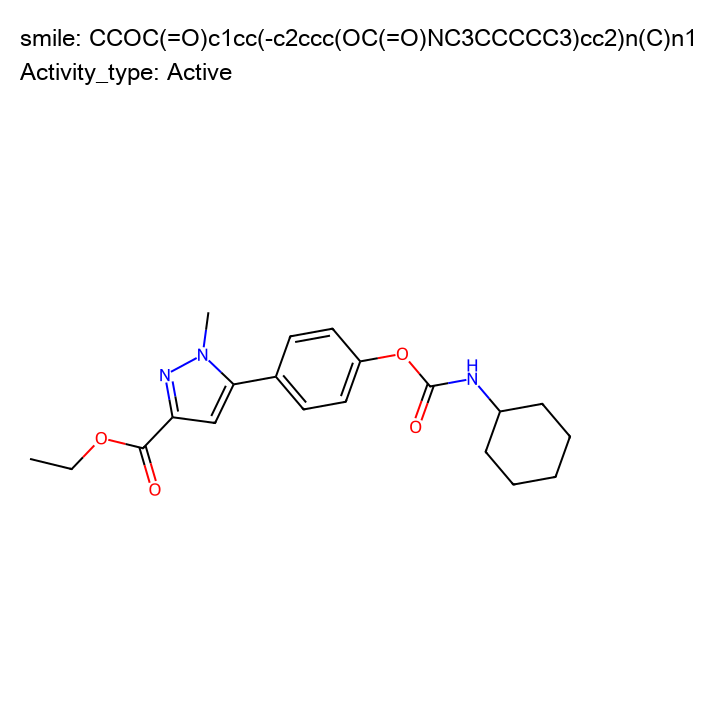 smile: CCOC(=O)c1cc(-c2ccc(OC(=O)NC3CCCCC3)cc2)n(C)n1
Activity_type: Active
N
N
O
H
N
O
O
O